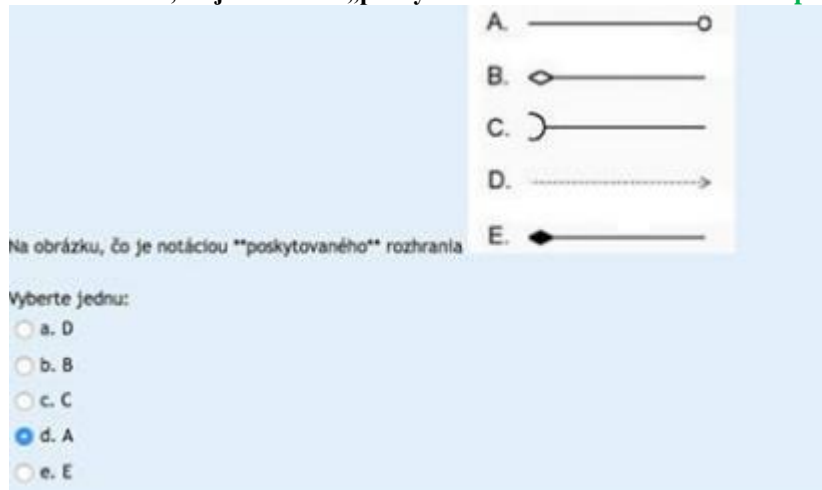 A.
B.
C.
D.
E.
Na obrázku, čo je notáciou **poskytovaného** rozhrania
Vyberte jednu:
a. D
b. B
c. C
d. A
e. E